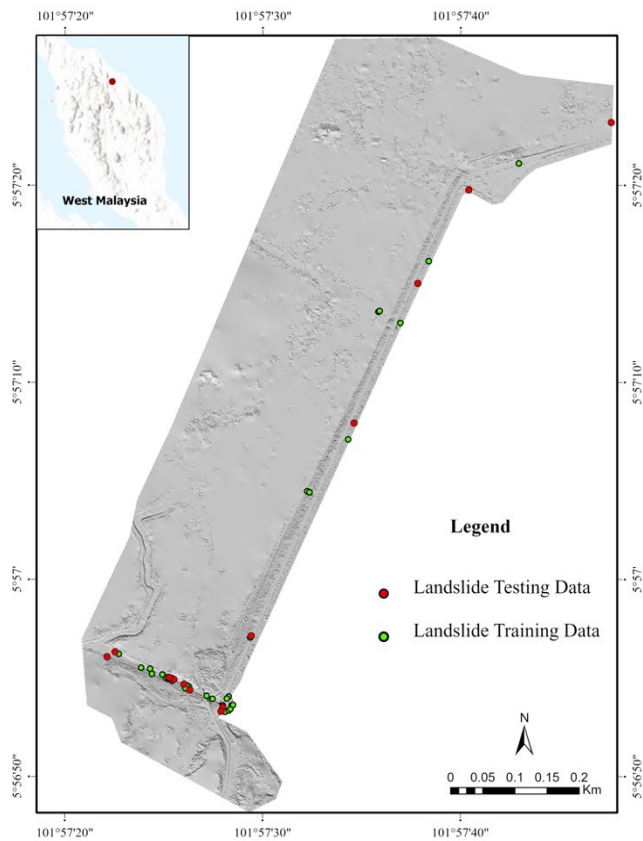 101°57'20"
101°57'30"
101°57'40"
West Malaysia
5°57'20"
5°57'20"
5°57'10"
5°57'10"
Legend
Landslide Testing Data
5°57'
5°57'
Landslide Training Data
N
5°56'50"
5°56'50"
0 0.05 0.1 0.15 0.2
Km
101°57'20"
101°57'30"
101°57'40"